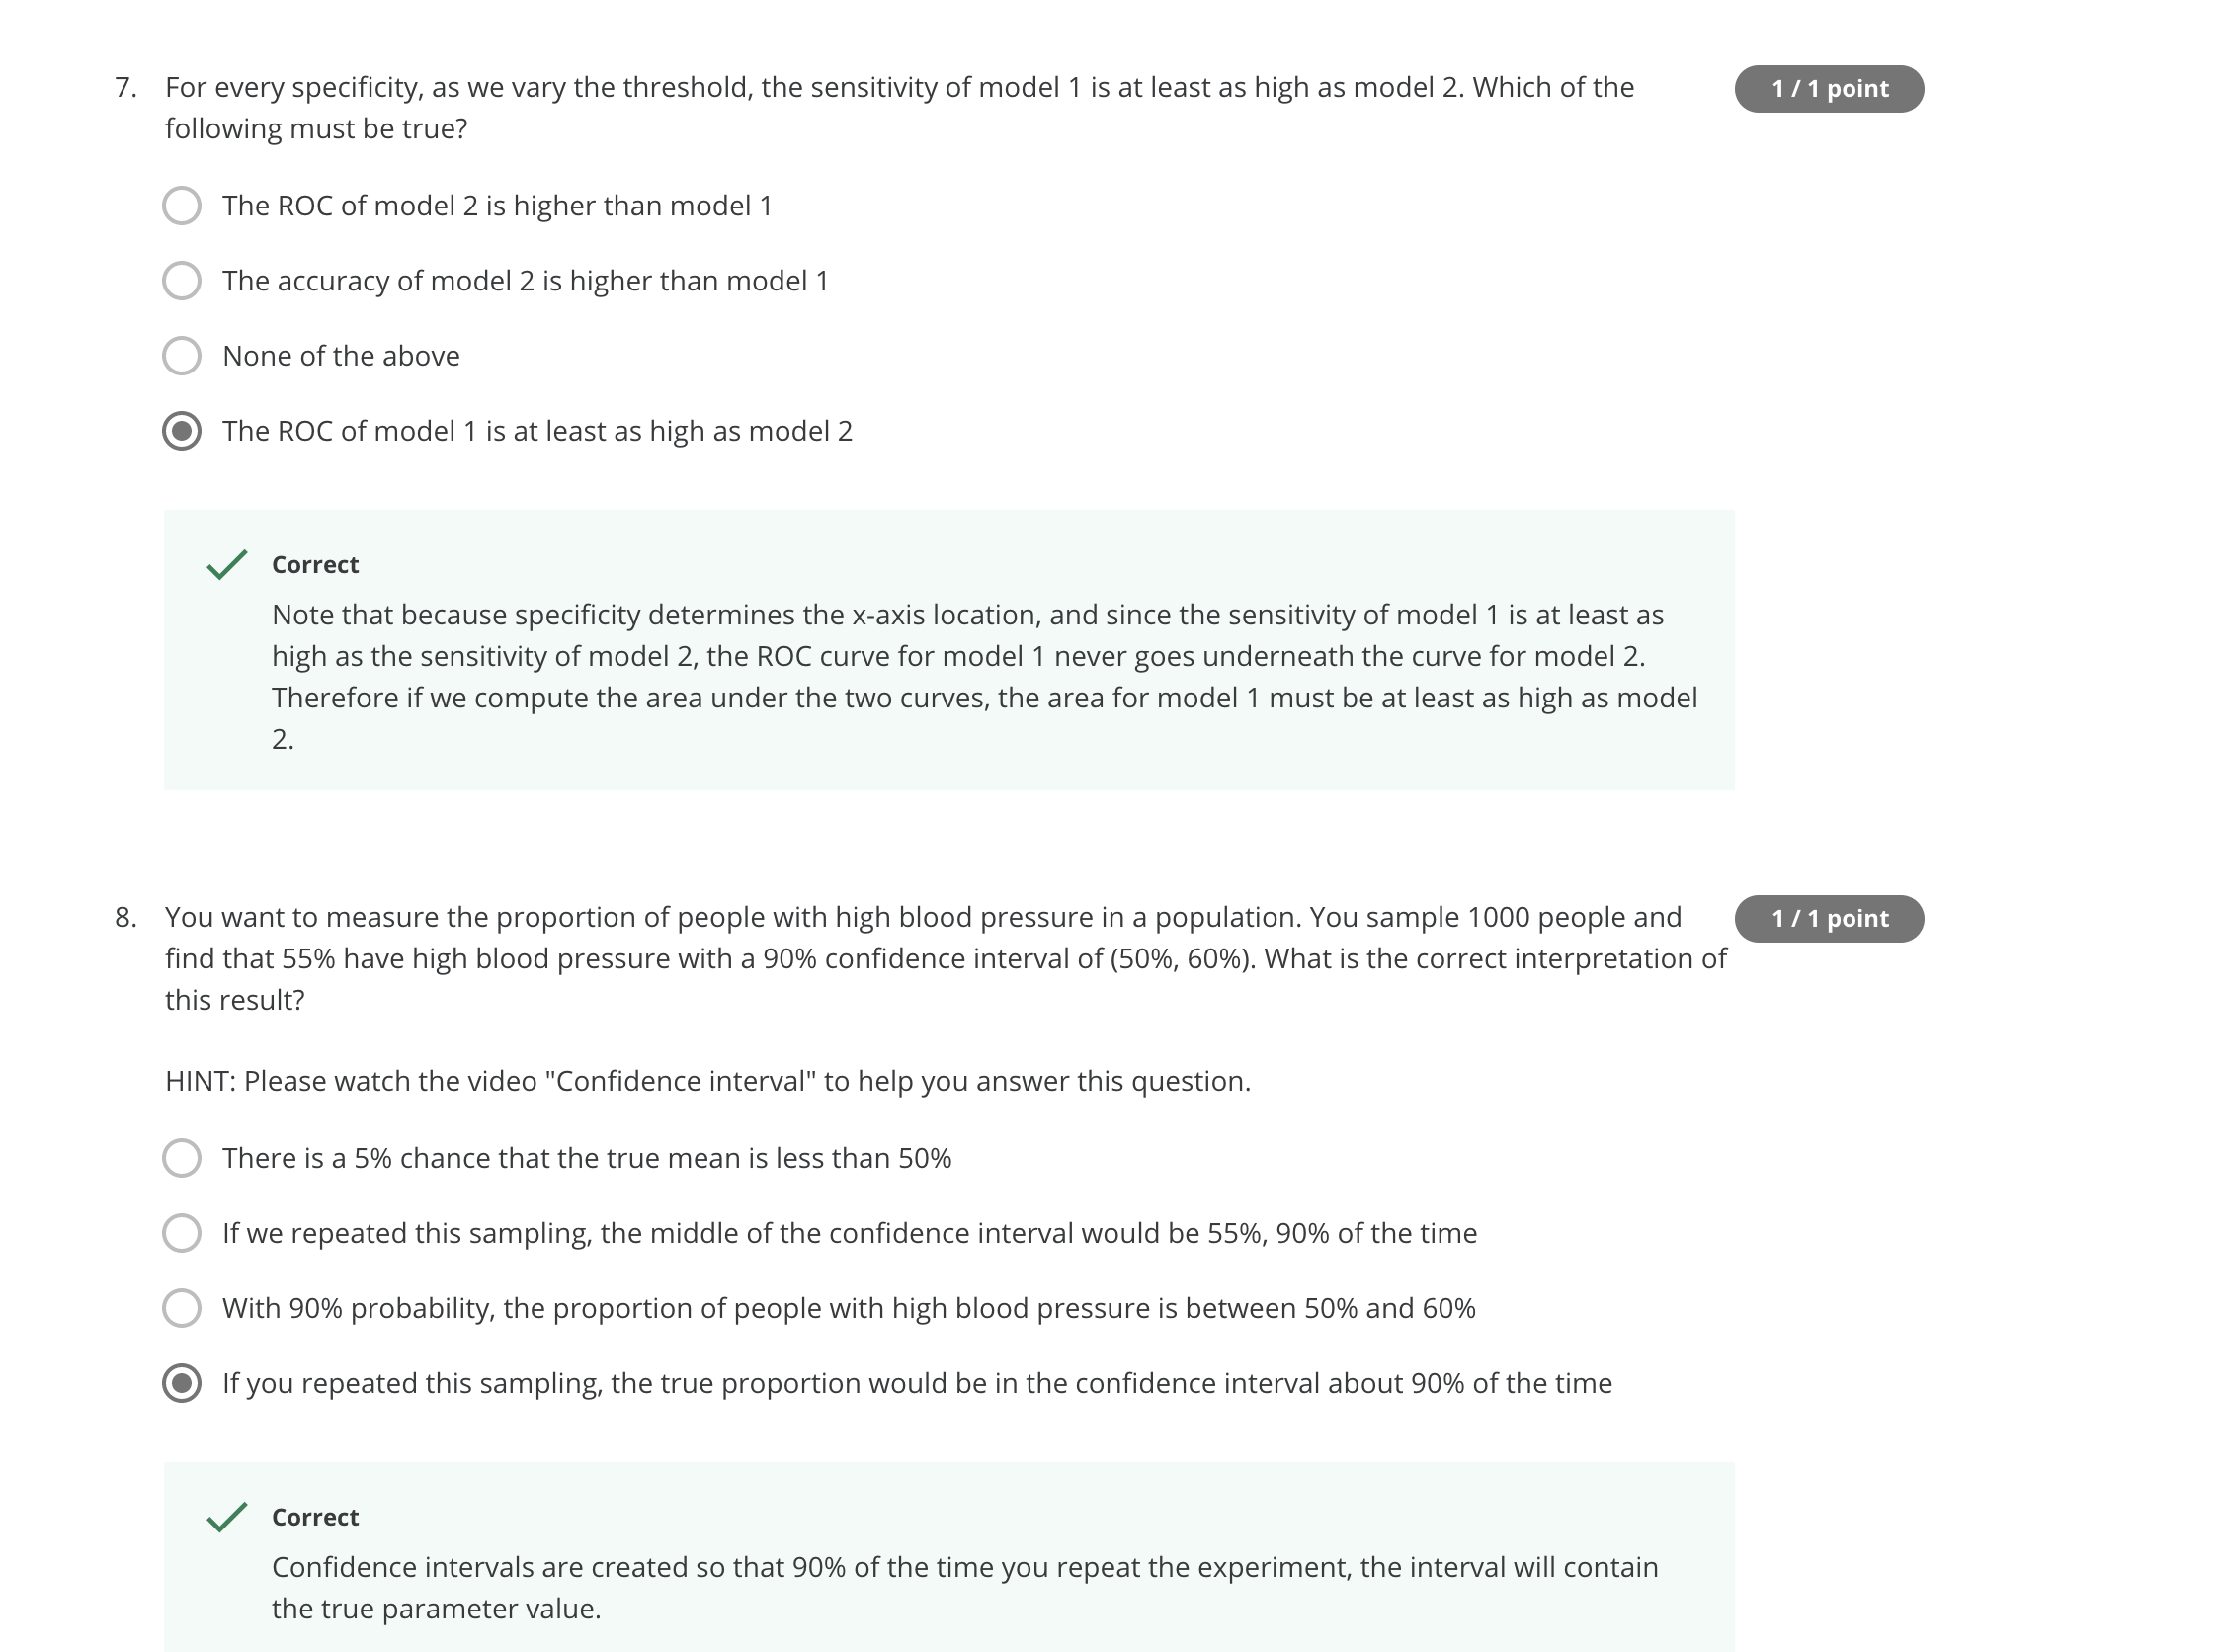 7. For every specificity, as we vary the threshold, the sensitivity of model 1 is at least as high as model 2. Which of the
following must be true?
1 / 1 point
The ROC of model 2 is higher than model 1
The accuracy of model 2 is higher than model 1
None of the above
The ROC of model 1 is at least as high as model 2
Correct
Note that because specificity determines the x-axis location, and since the sensitivity of model 1 is at least as
high as the sensitivity of model 2, the ROC curve for model 1 never goes underneath the curve for model 2.
Therefore if we compute the area under the two curves, the area for model 1 must be at least as high as model
2.
8. You want to measure the proportion of people with high blood pressure in a population. You sample 1000 people and
find that 55% have high blood pressure with a 90% confidence interval of (50%, 60%). What is the correct interpretation of
this result?
1 / 1 point
HINT: Please watch the video "Confidence interval" to help you answer this question.
There is a 5% chance that the true mean is less than 50%
If we repeated this sampling, the middle of the confidence interval would be 55%, 90% of the time
With 90% probability, the proportion of people with high blood pressure is between 50% and 60%
If you repeated this sampling, the true proportion would be in the confidence interval about 90% of the time
Correct
Confidence intervals are created so that 90% of the time you repeat the experiment, the interval will contain
the true parameter value.